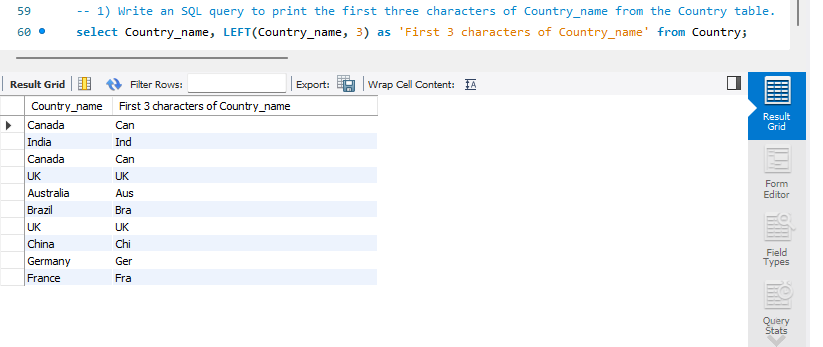 59 -- 1) Write an SQL query to print the first three characters of Country_name from the Country table.
60 select Country_name, LEFT(Country_name, 3) as 'First 3 characters of Country_name' from Country;
Result Grid Filter Rows: Export: Wrap Cell Content:
Country_name First 3 characters of Country_name
Canada Can
India Ind
Canada Can
UK UK
Australia Aus
Brazil Bra
UK UK
China Chi
Germany Ger
France Fra
Result
Grid
Form
Editor
Field
Types
Query
Stats